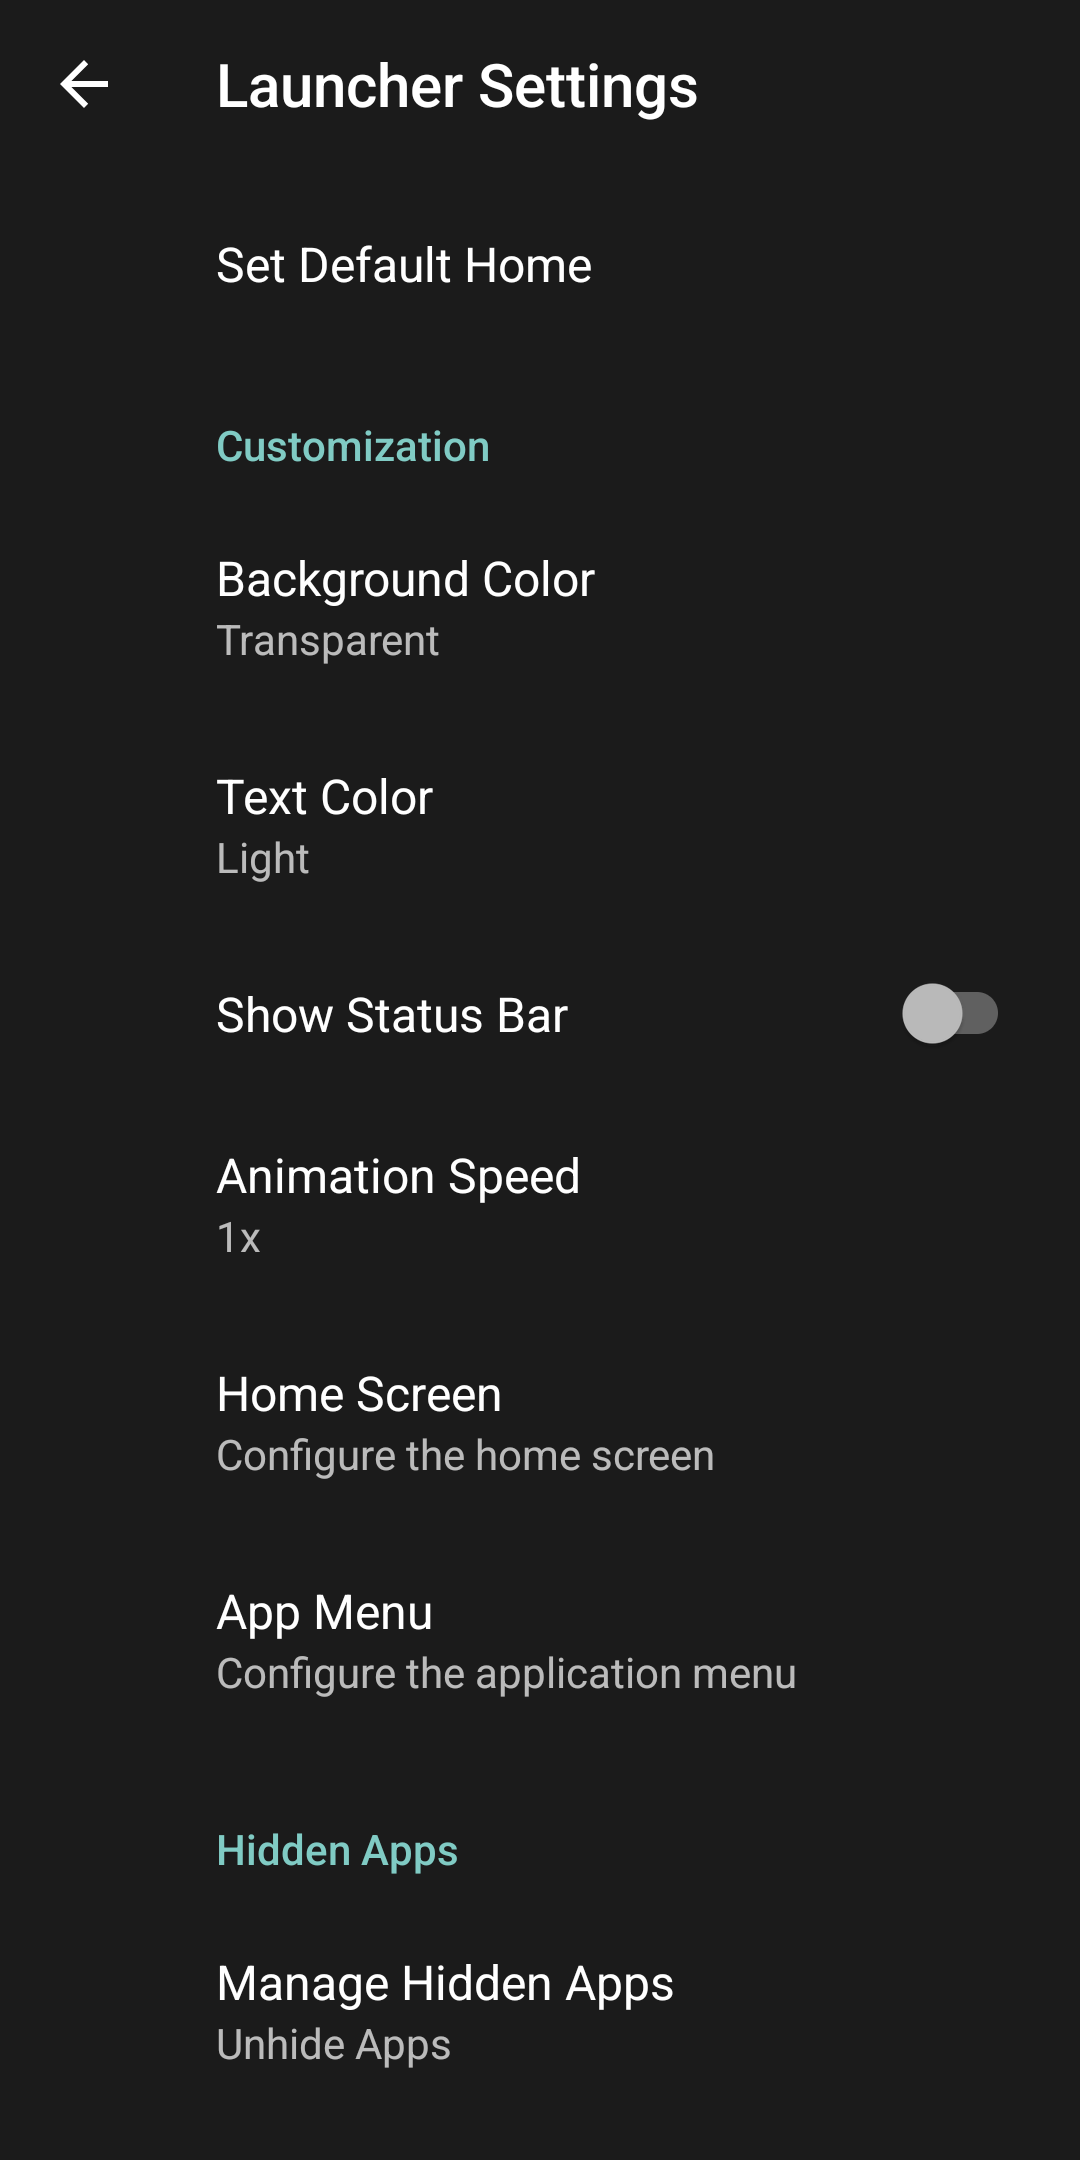 Launcher Settings
Set Default Home
Customization
Background Color
Transparent
Text Color
Light
Show Status Bar
Animation Speed
1x
Home Screen
Configure the home screen
App Menu
Configure the application menu
Hidden Apps
Manage Hidden Apps
Unhide Apps